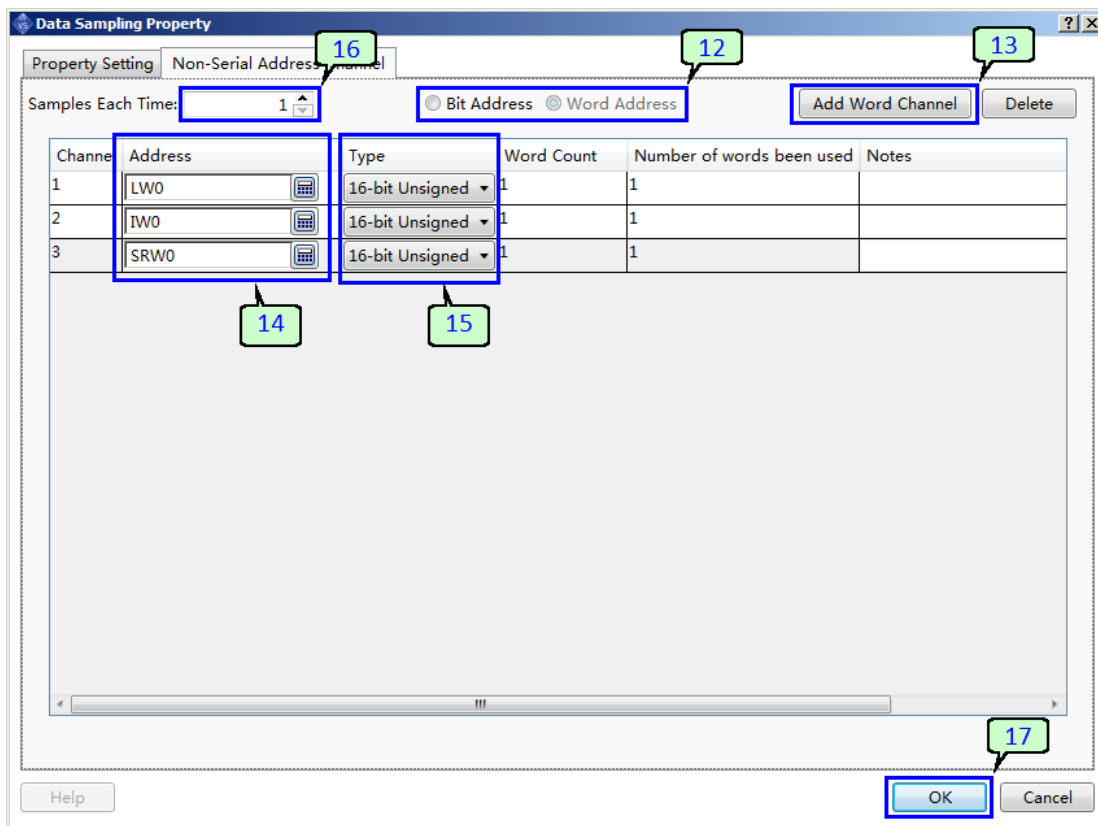 Data Sampling Property
16
12
13
Property Setting Non-Serial Address Channel
Samples Each Time: 1 Bit Address Word Address Add Word Channel Delete
Channe Address Type Word Count Number of words been used Notes
1 LW0 16-bit Unsigned 1 1
2 IW0 16-bit Unsigned 1 1
3 SRW0 16-bit Unsigned 1 1
14 15
17
Help OK Cancel